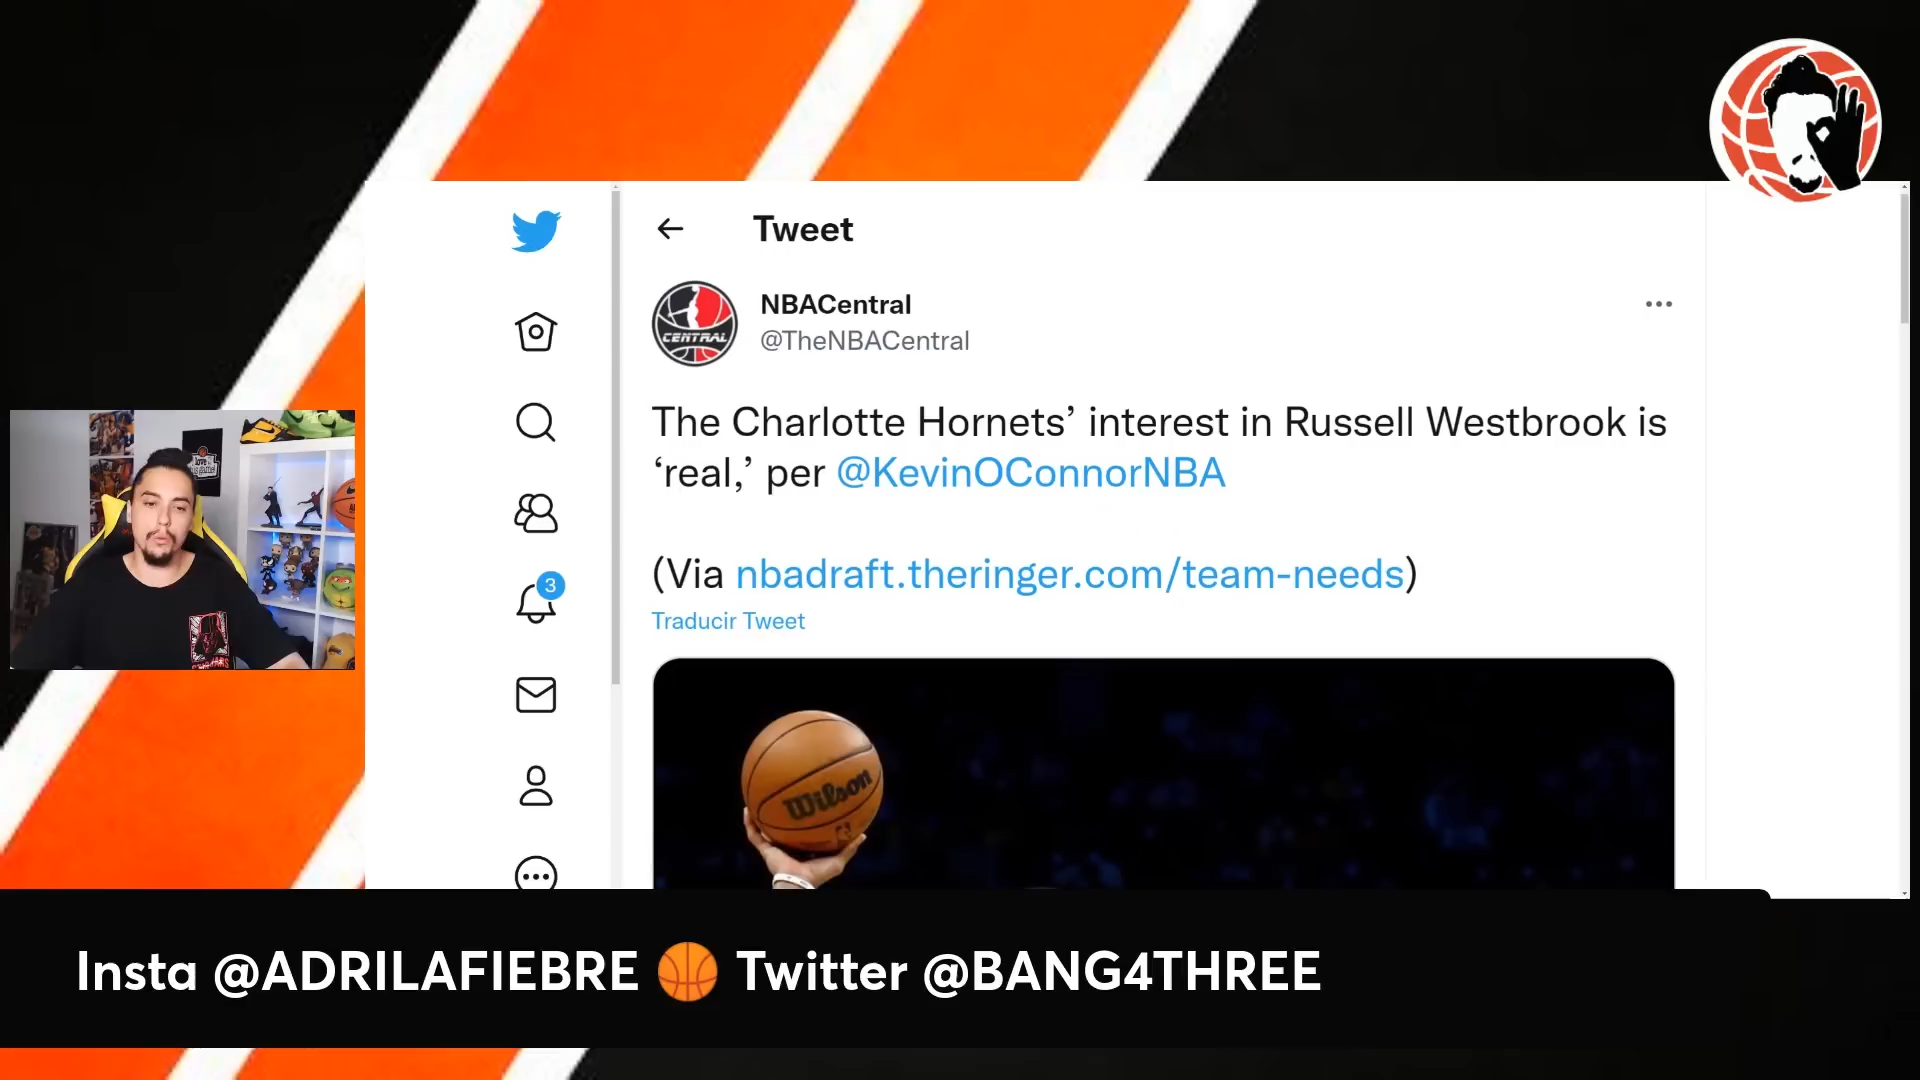 Tweet
NBACentral
@TheNBACentral
CENTRAL
The Charlotte Hornets’ interest in Russell Westbrook is
‘real,’ per @KevinOConnorNBA
(Via nbadraft.theringer.com/team-needs)
Traducir Tweet
3
Wilson
Insta @ADRILAFIEBRE 🏀 Twitter @BANG4THREE